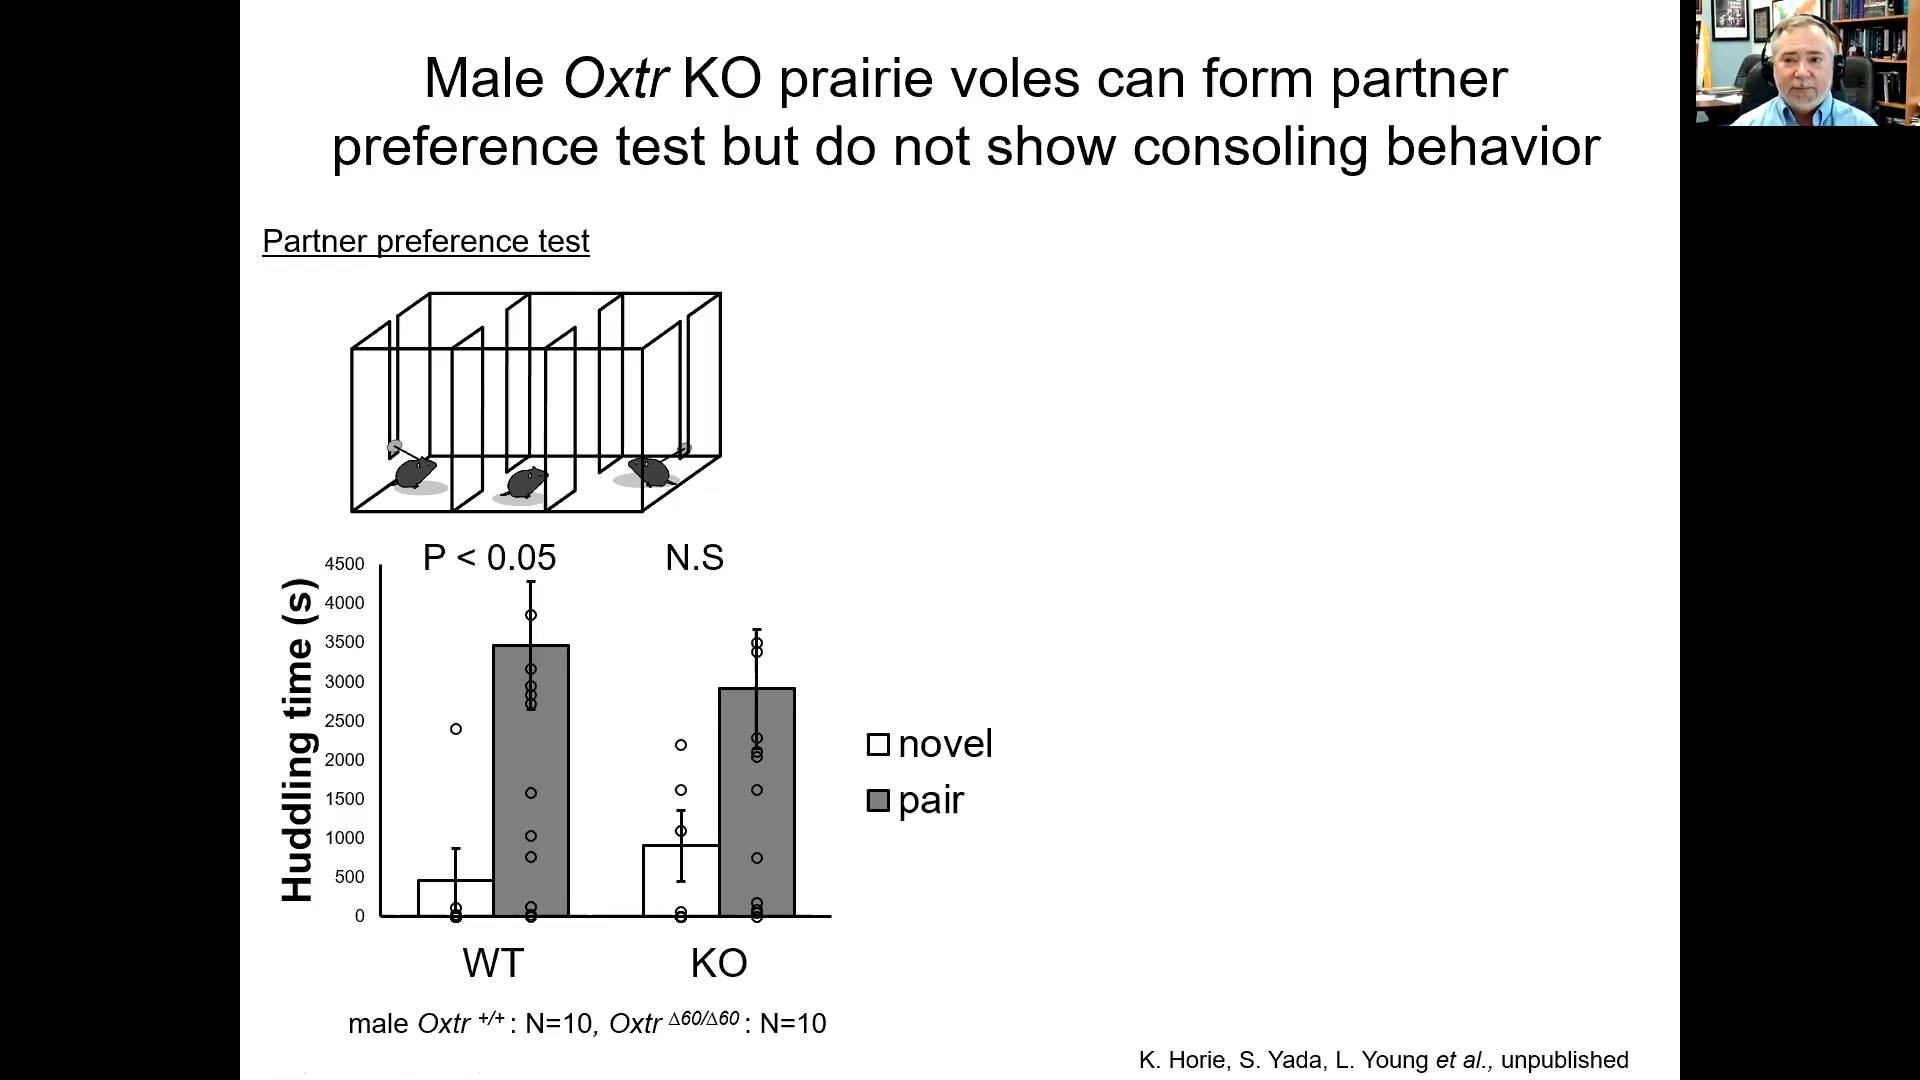 Male Oxtr KO prairie voles can form partner
preference test but do not show consoling behavior
Partner preference test
P < 0.05
N.S
Huddling time (s)
4500
4000
3500
3000
2500
2000
1500
1000
500
0
novel
pair
WT
KO
male Oxtr +/+ : N=10, Oxtr Δ60/Δ60 : N=10
K. Horie, S. Yada, L. Young et al., unpublished